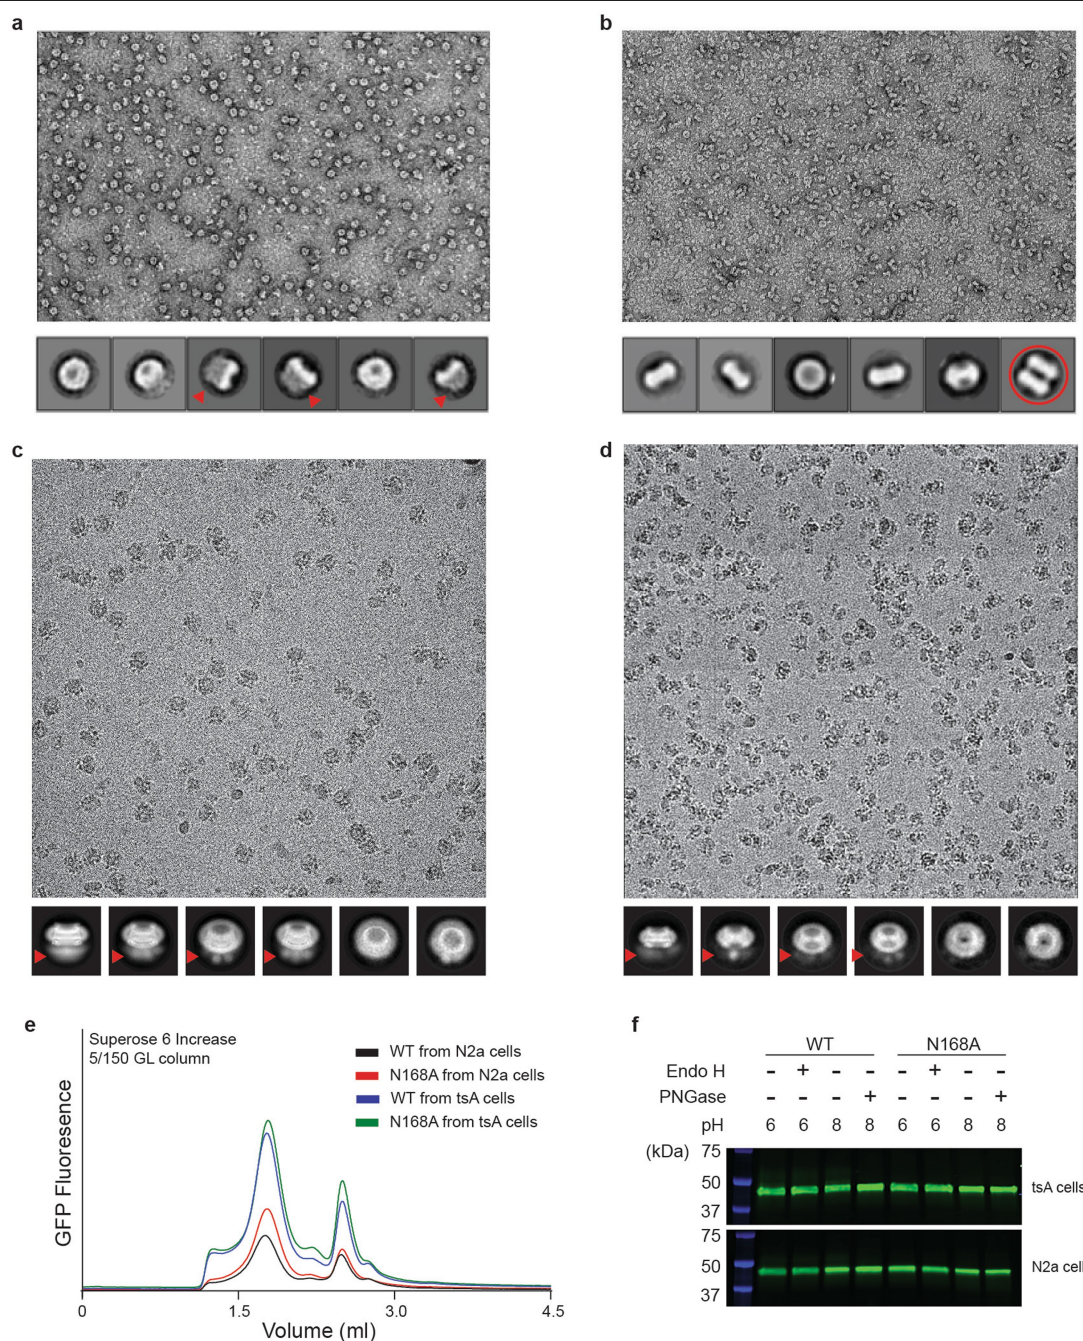 a
b
c
d
e
Superose 6 Increase
5/150 GL column
WT from N2a cells
N168A from N2a cells
WT from tsA cells
N168A from tsA cells
GFP Fluoresence
0 1.5 3.0 4.5
Volume (ml)
f
WT N168A
Endo H - + - - - + - -
PNGase - - - + - - - +
pH 6 6 8 8 6 6 8 8
(kDa) 75
50
37
tsA cells
75
50
37
N2a cell